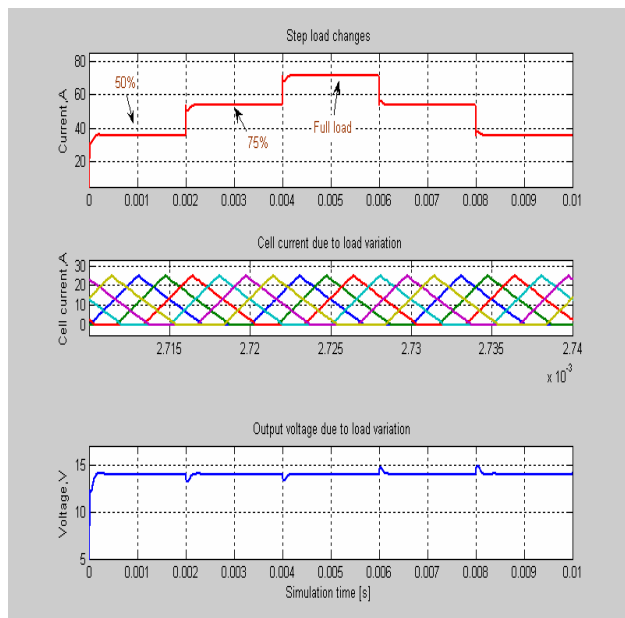 Step load changes
80
60
40
20
Current,A
50%
75%
Full load
0 0.001 0.002 0.003 0.004 0.005 0.006 0.007 0.008 0.009 0.01
Cell current due to load variation
30
20
10
0
Cell current,A
2.715 2.72 2.725 2.73 2.735 2.74
x 10⁻³
Output voltage due to load variation
15
10
5
Voltage,V
0 0.001 0.002 0.003 0.004 0.005 0.006 0.007 0.008 0.009 0.01
Simulation time [s]